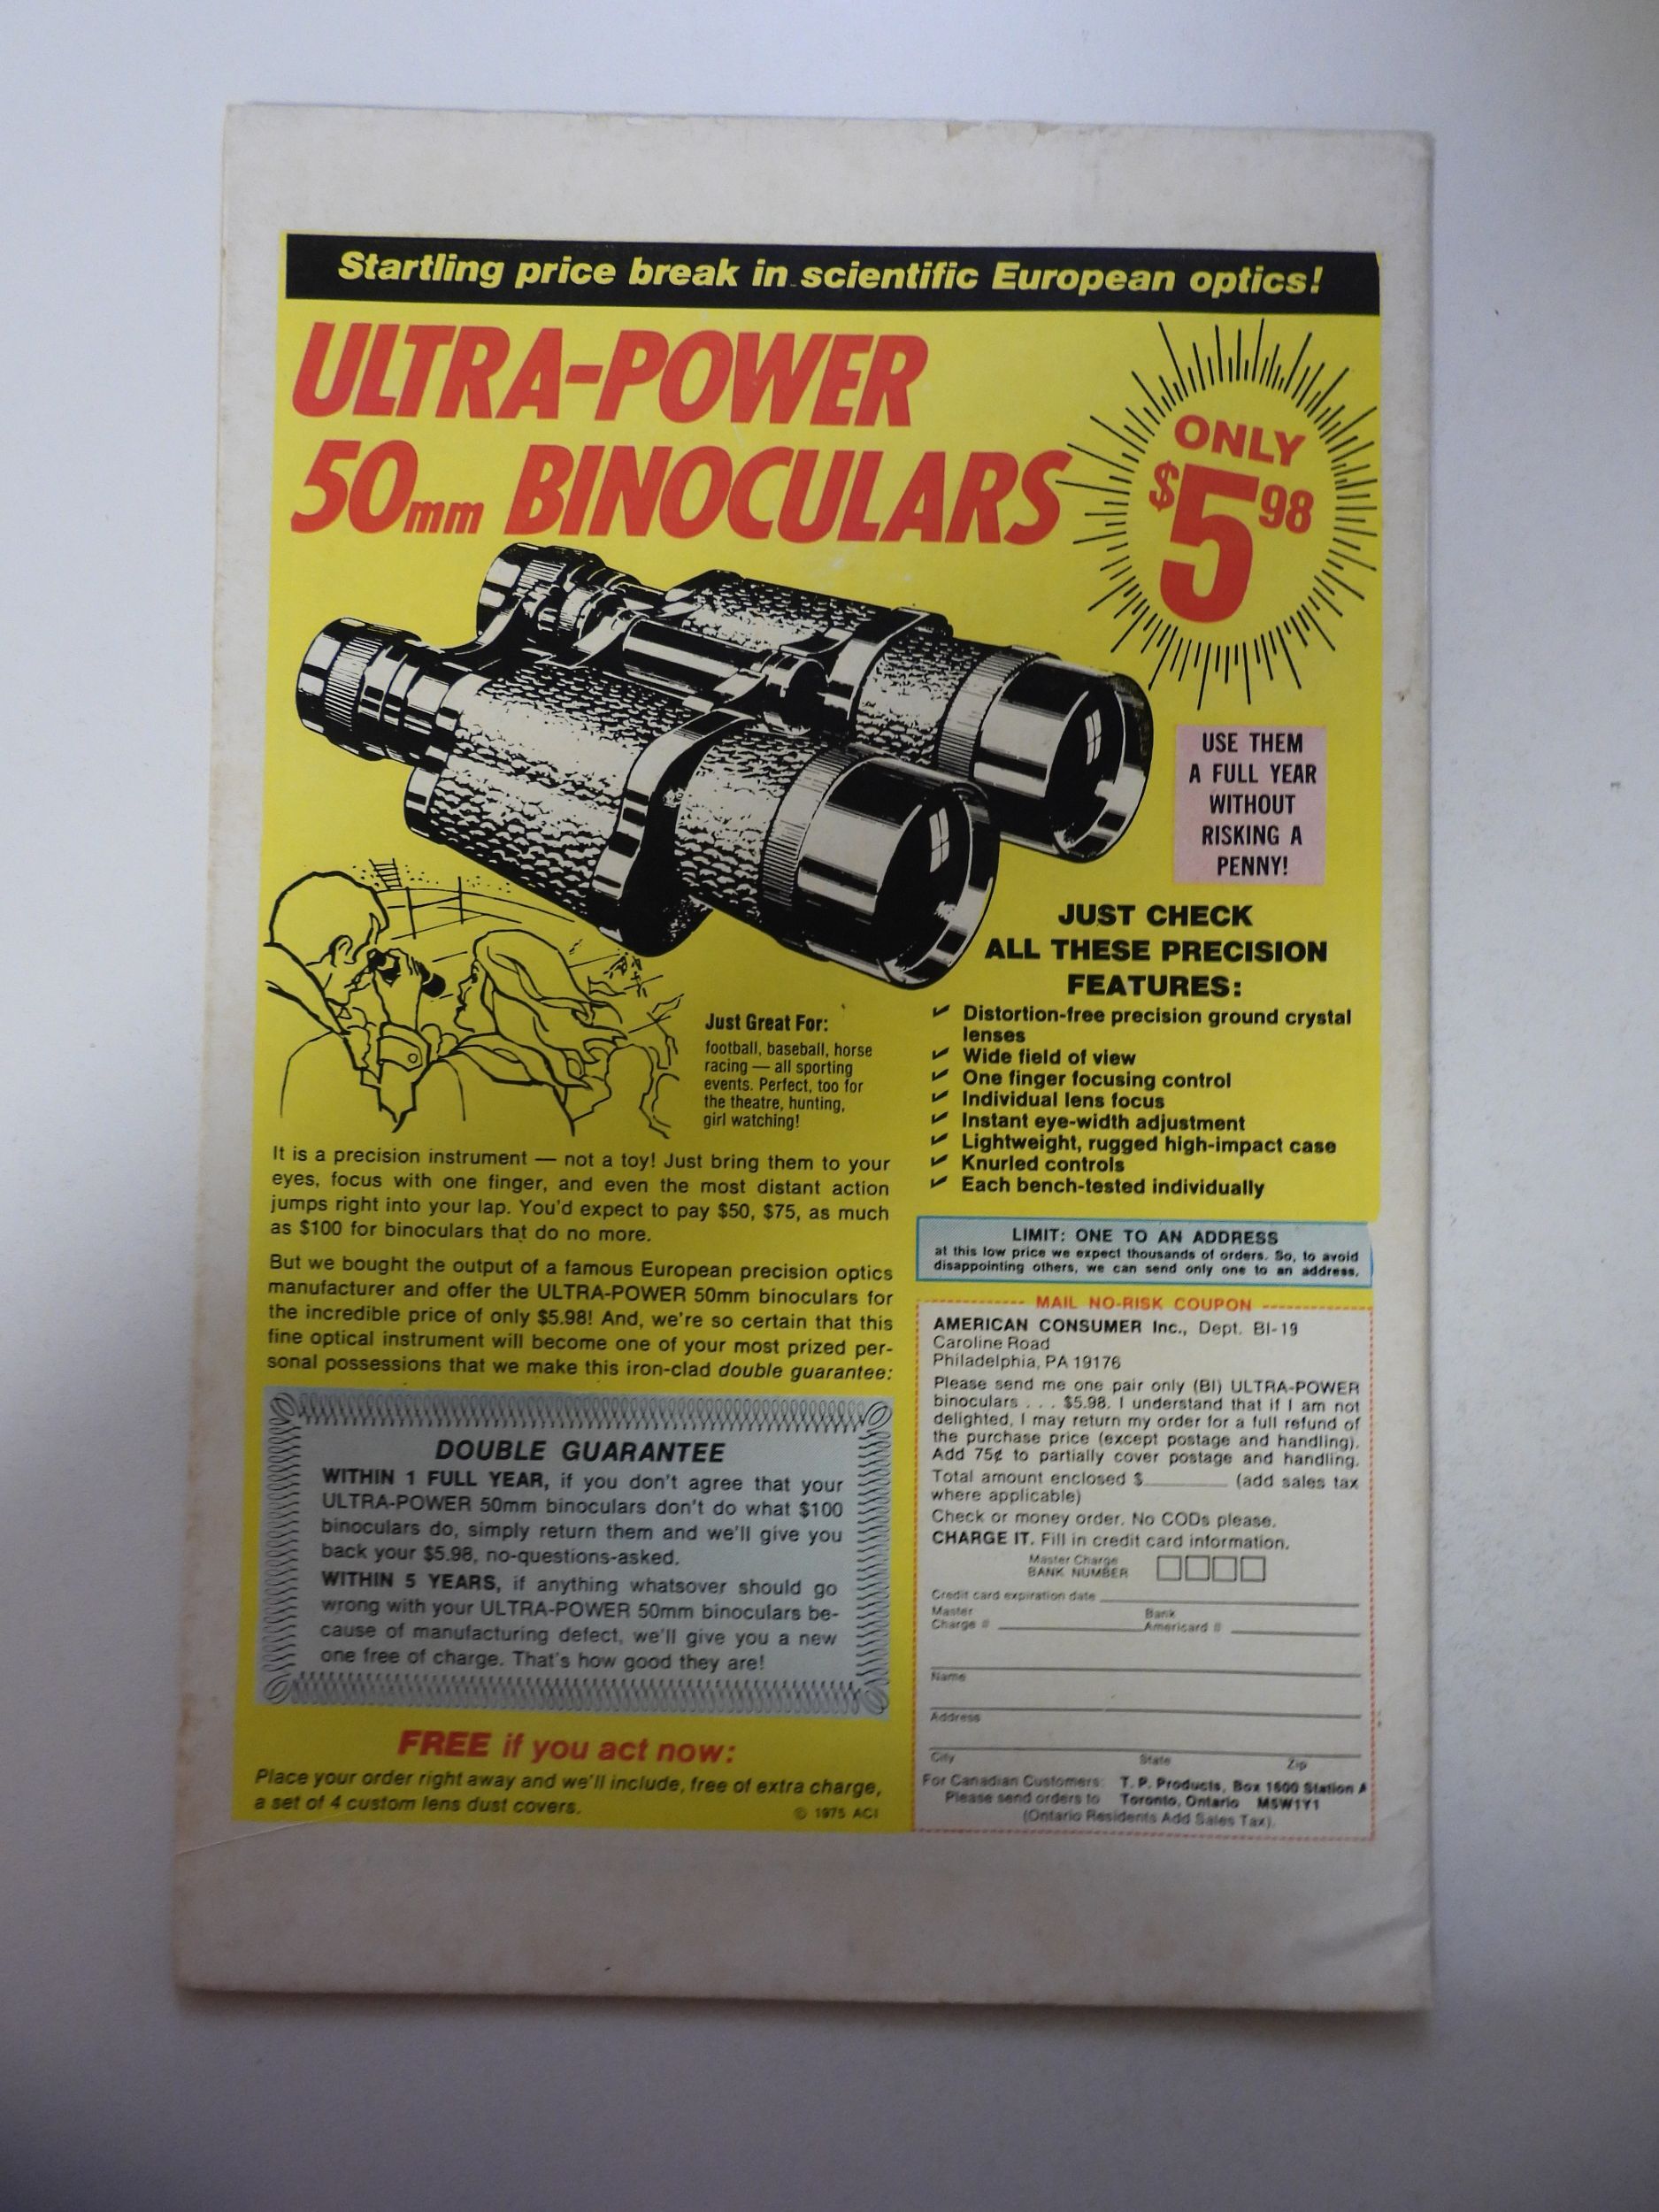 Startling price break in scientific European optics!
ULTRA-POWER
50mm BINOCULARS
ONLY
$5.98
USE THEM
A FULL YEAR
WITHOUT
RISKING A
PENNY!
JUST CHECK
ALL THESE PRECISION
FEATURES:
✔ Distortion-free precision ground crystal
lenses
✔ Wide field of view
✔ One finger focusing control
✔ Individual lens focus
✔ Instant eye-width adjustment
✔ Lightweight, rugged high-impact case
✔ Knurled controls
✔ Each bench-tested individually
Just Great For:
football, baseball, horse
racing — all sporting
events. Perfect, too for
the theatre, hunting,
girl watching!
It is a precision instrument — not a toy! Just bring them to your
eyes, focus with one finger, and even the most distant action
jumps right into your lap. You'd expect to pay $50, $75, as much
as $100 for binoculars that do no more.
But we bought the output of a famous European precision optics
manufacturer and offer the ULTRA-POWER 50mm binoculars for
the incredible price of only $5.98! And, we're so certain that this
fine optical instrument will become one of your most prized per-
sonal possessions that we make this iron-clad double guarantee:
DOUBLE GUARANTEE
WITHIN 1 FULL YEAR, if you don't agree that your
ULTRA-POWER 50mm binoculars don't do what $100
binoculars do, simply return them and we'll give you
back your $5.98, no-questions-asked.
WITHIN 5 YEARS, if anything whatsover should go
wrong with your ULTRA-POWER 50mm binoculars be-
cause of manufacturing defect, we'll give you a new
one free of charge. That's how good they are!
FREE if you act now:
Place your order right away and we'll include, free of extra charge,
a set of 4 custom lens dust covers.
© 1975 ACI
LIMIT: ONE TO AN ADDRESS
at this low price we expect thousands of orders. So, to avoid
disappointing others, we can send only one to an address.
MAIL NO-RISK COUPON
AMERICAN CONSUMER Inc., Dept. BI-19
Caroline Road
Philadelphia, PA 19176
Please send me one pair only (BI) ULTRA-POWER
binoculars . . . $5.98. I understand that if I am not
delighted, I may return my order for a full refund of
the purchase price (except postage and handling).
Add 75¢ to partially cover postage and handling.
Total amount enclosed $________ (add sales tax
where applicable)
Check or money order. No CODs please.
CHARGE IT. Fill in credit card information.
Master Charge
BANK NUMBER
Credit card expiration date
Master Charge #
Bank Americard #
Name
Address
City State Zip
For Canadian Customers: T. P. Products, Box 1600 Station A
Please send orders to Toronto, Ontario M5W1Y1
(Ontario Residents Add Sales Tax).